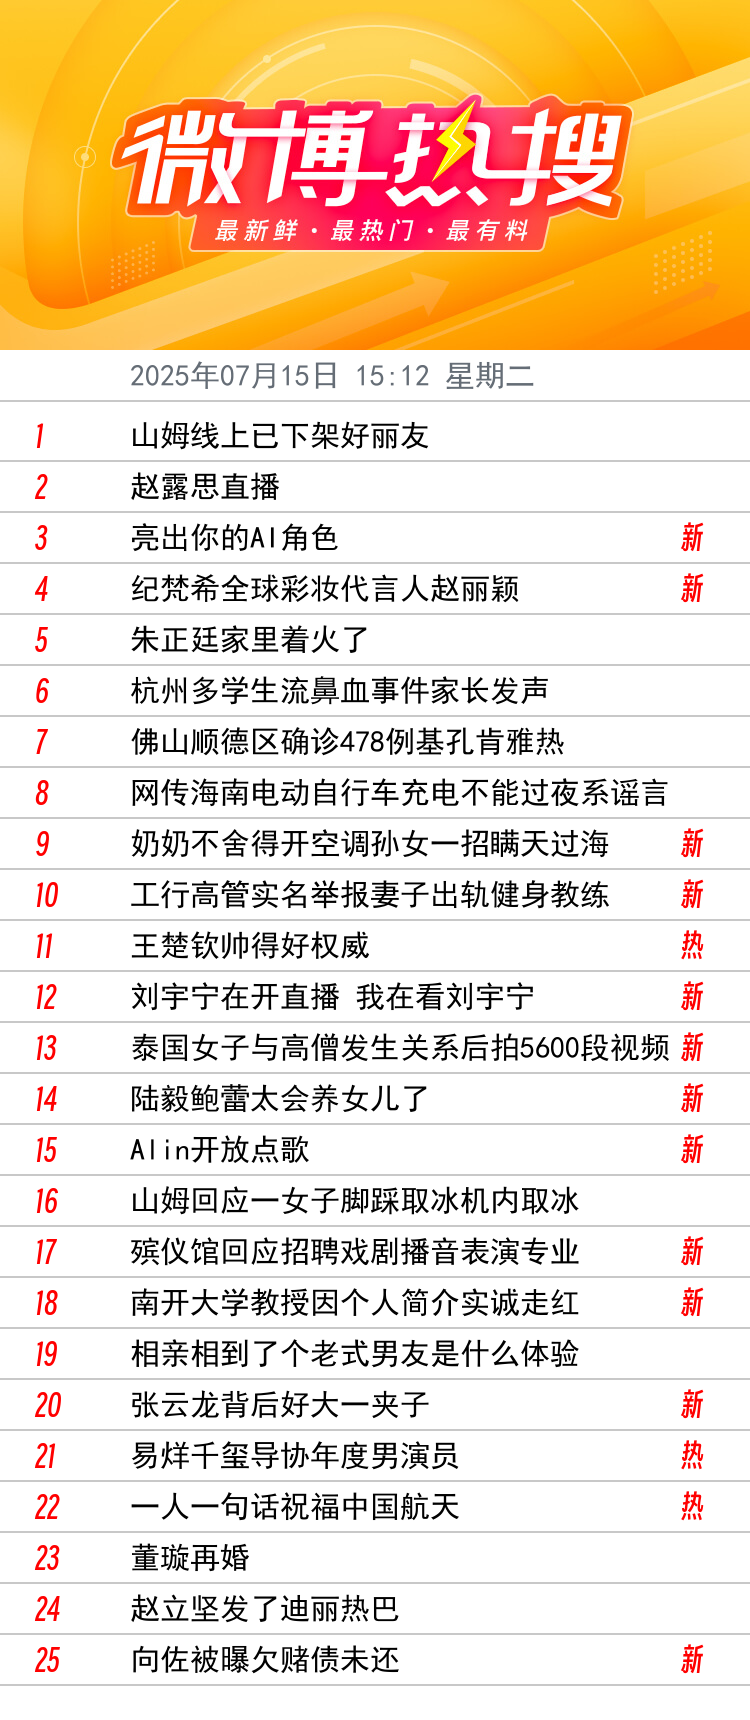 微博热搜
最新鲜·最热门·最有料
2025年07月15日 15:12 星期二
1 山姆线上已下架好丽友
2 赵露思直播
3 亮出你的AI角色 新
4 纪梵希全球彩妆代言人赵丽颖 新
5 朱正廷家里着火了
6 杭州多学生流鼻血事件家长发声
7 佛山顺德区确诊478例基孔肯雅热
8 网传海南电动自行车充电不能过夜系谣言
9 奶奶不舍得开空调孙女一招瞒天过海 新
10 工行高管实名举报妻子出轨健身教练 新
11 王楚钦帅得好权威 热
12 刘宇宁在开直播 我在看刘宇宁 新
13 泰国女子与高僧发生关系后拍5600段视频 新
14 陆毅鲍蕾太会养女儿了 新
15 Alin开放点歌 新
16 山姆回应一女子脚踩取冰机内取冰
17 殡仪馆回应招聘戏剧播音表演专业 新
18 南开大学教授因个人简介实诚走红 新
19 相亲相到了个老式男友是什么体验
20 张云龙背后好大一夹子 新
21 易烊千玺导协年度男演员 热
22 一人一句话祝福中国航天 热
23 董璇再婚
24 赵立坚发了迪丽热巴
25 向佐被曝欠赌债未还 新